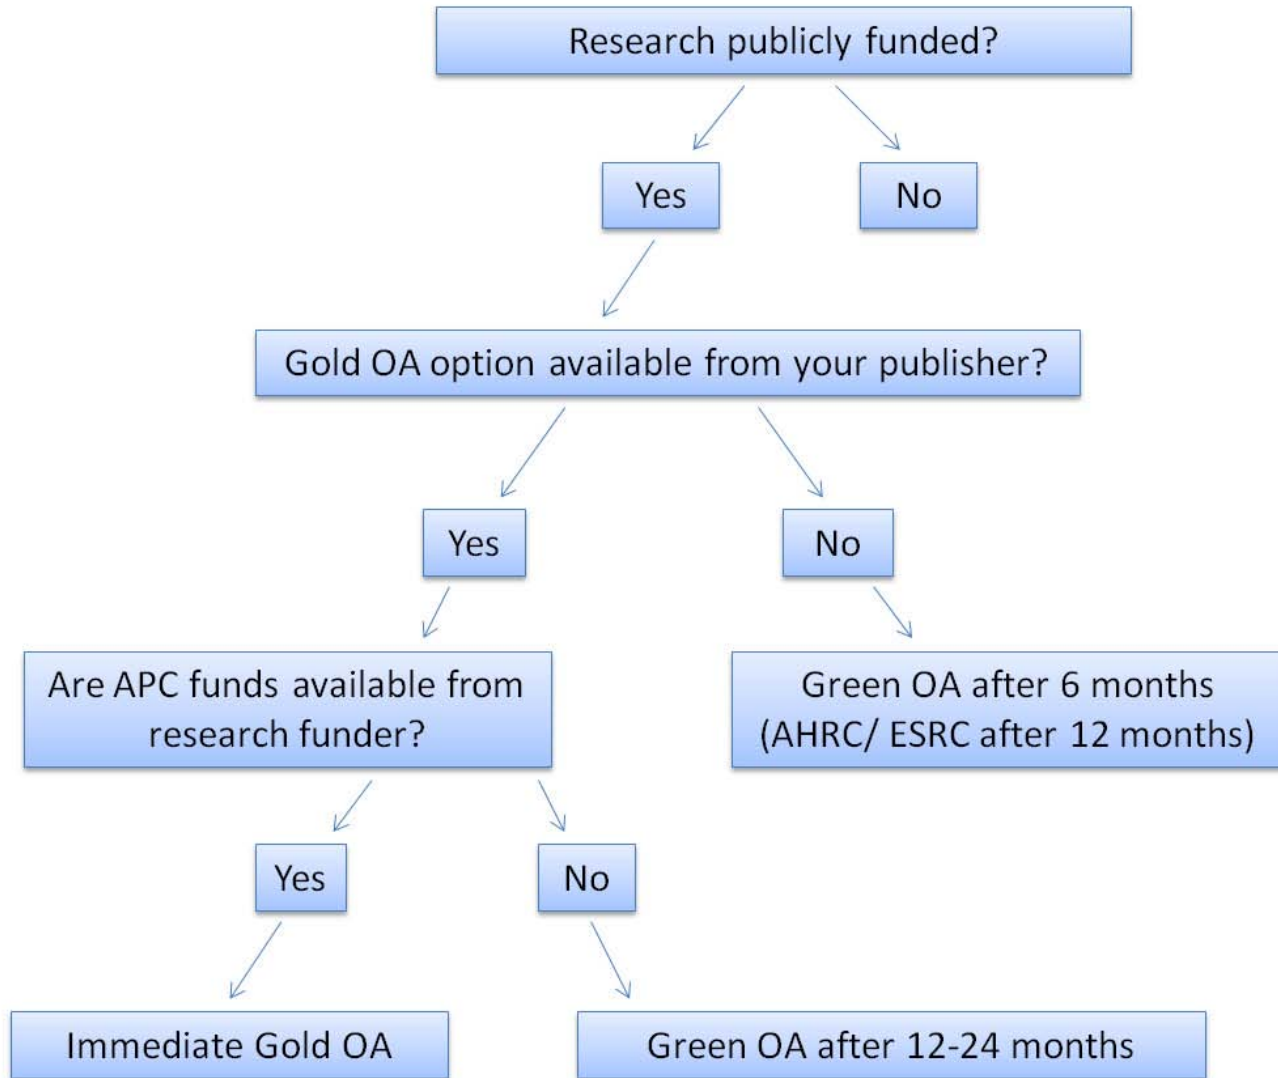 Research publicly funded?
Yes
No
Gold OA option available from your publisher?
Yes
No
Are APC funds available from
research funder?
Green OA after 6 months
(AHRC/ ESRC after 12 months)
Yes
No
Immediate Gold OA
Green OA after 12-24 months